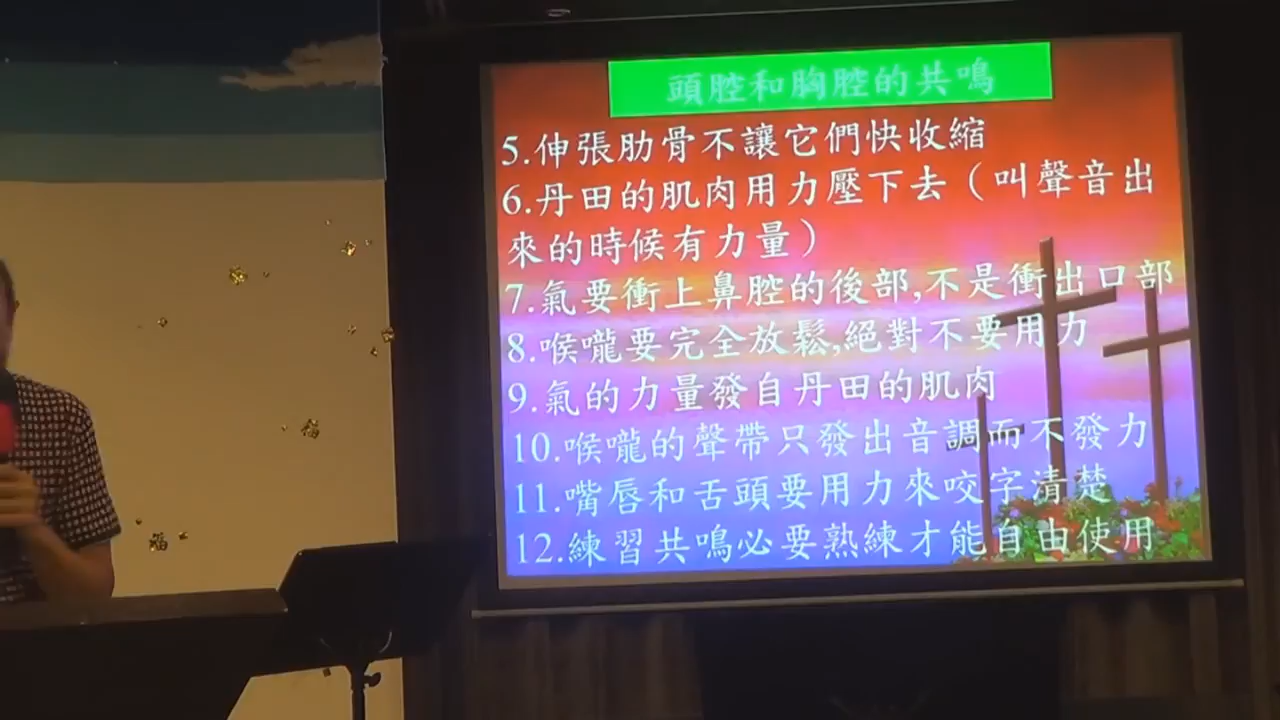 頭腔和胸腔的共鳴
5.伸張肋骨不讓它們快收縮
6.丹田的肌肉用力壓下去（叫聲音出
來的時候有力量）
7.氣要衝上鼻腔的後部,不是衝出口部
8.喉嚨要完全放鬆,絕對不要用力
9.氣的力量發自丹田的肌肉
10.喉嚨的聲帶只發出音調而不發力
11.嘴唇和舌頭要用力來咬字清楚
12.練習共鳴必要熟練才能自由使用
福
福